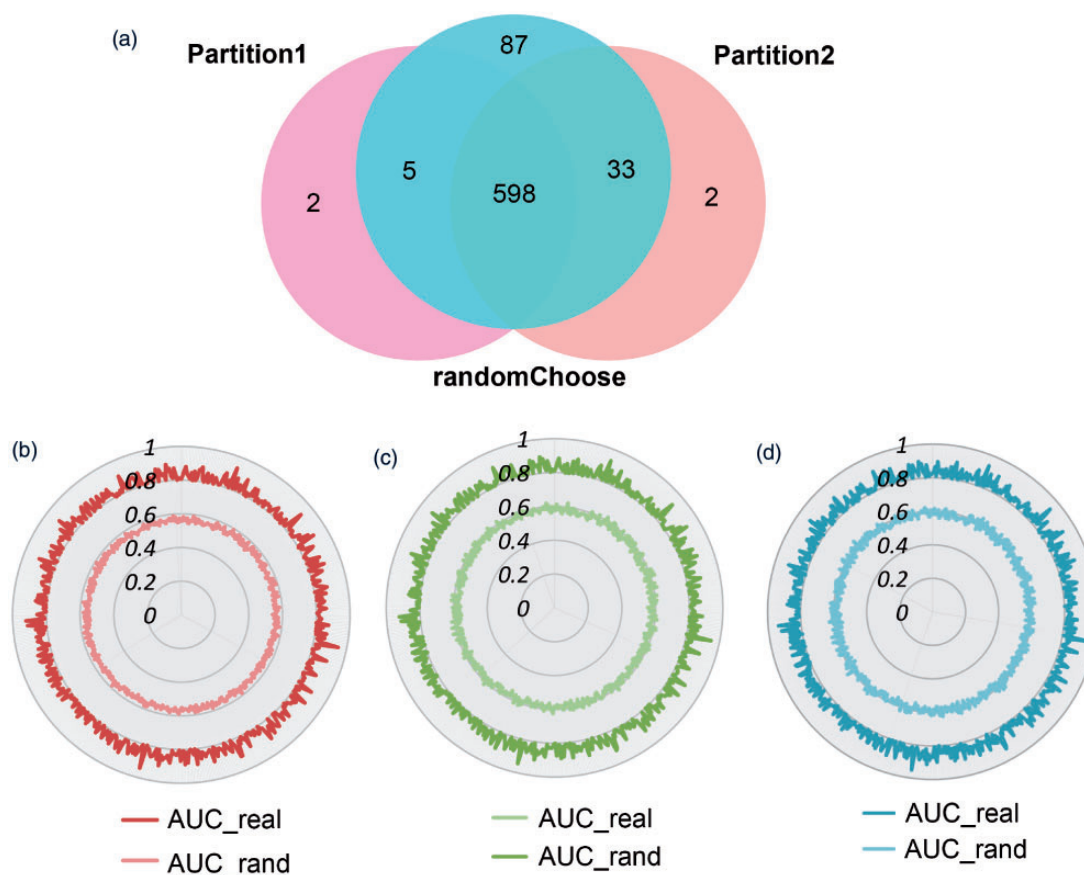 (a)
Partition1
87
Partition2
2
5
598
33
2
randomChoose
(b)
1
0.8
0.6
0.4
0.2
0
AUC_real
AUC_rand
(c)
1
0.8
0.6
0.4
0.2
0
AUC_real
AUC_rand
(d)
1
0.8
0.6
0.4
0.2
0
AUC_real
AUC_rand